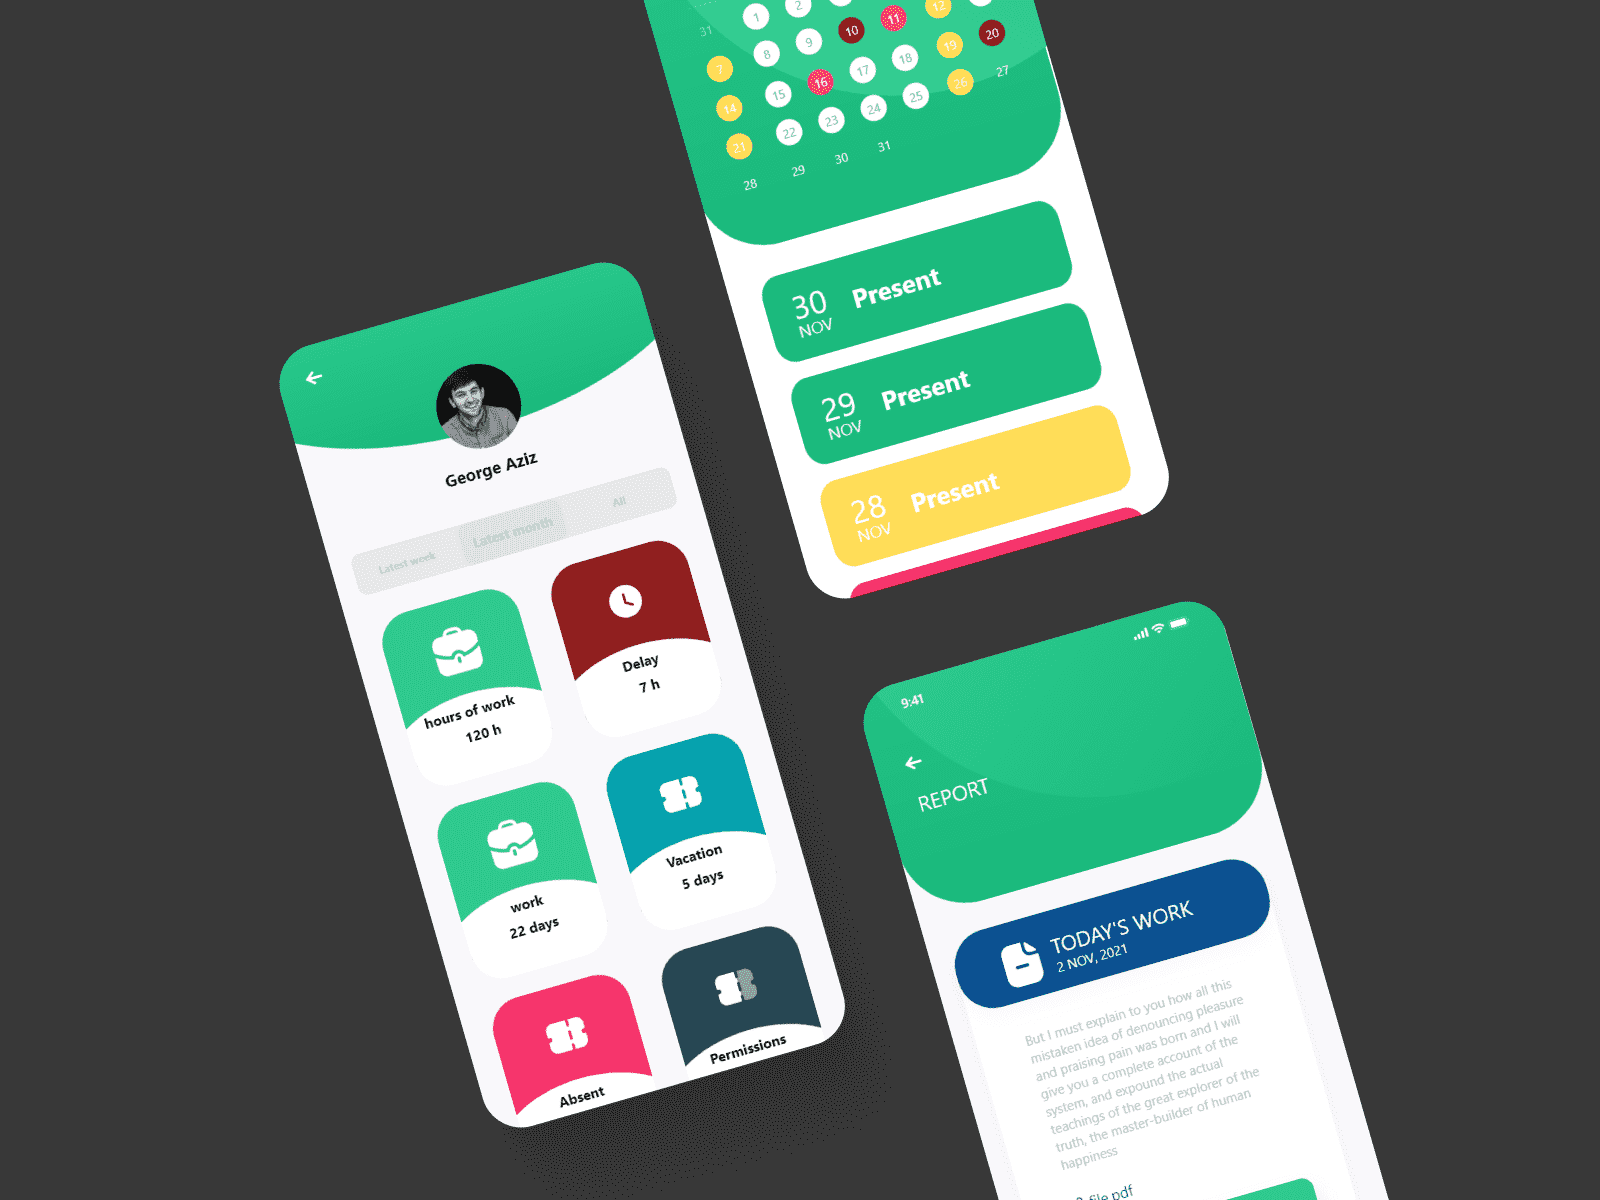 31 1 2 12
7 8 9 10 11
14 15 16 17 18 19 20
21 22 23 24 25 26 27
28 29 30 31
30 NOV Present
29 NOV Present
28 NOV Present
George Aziz
Latest week Latest month All
hours of work
120 h
Delay
7 h
work
22 days
Vacation
5 days
Absent
Permissions
9:41
REPORT
TODAY'S WORK
2 NOV, 2021
But I must explain to you how all this
mistaken idea of denouncing pleasure
and praising pain was born and I will
give you a complete account of the
system, and expound the actual
teachings of the great explorer of the
truth, the master-builder of human
happiness
file pdf